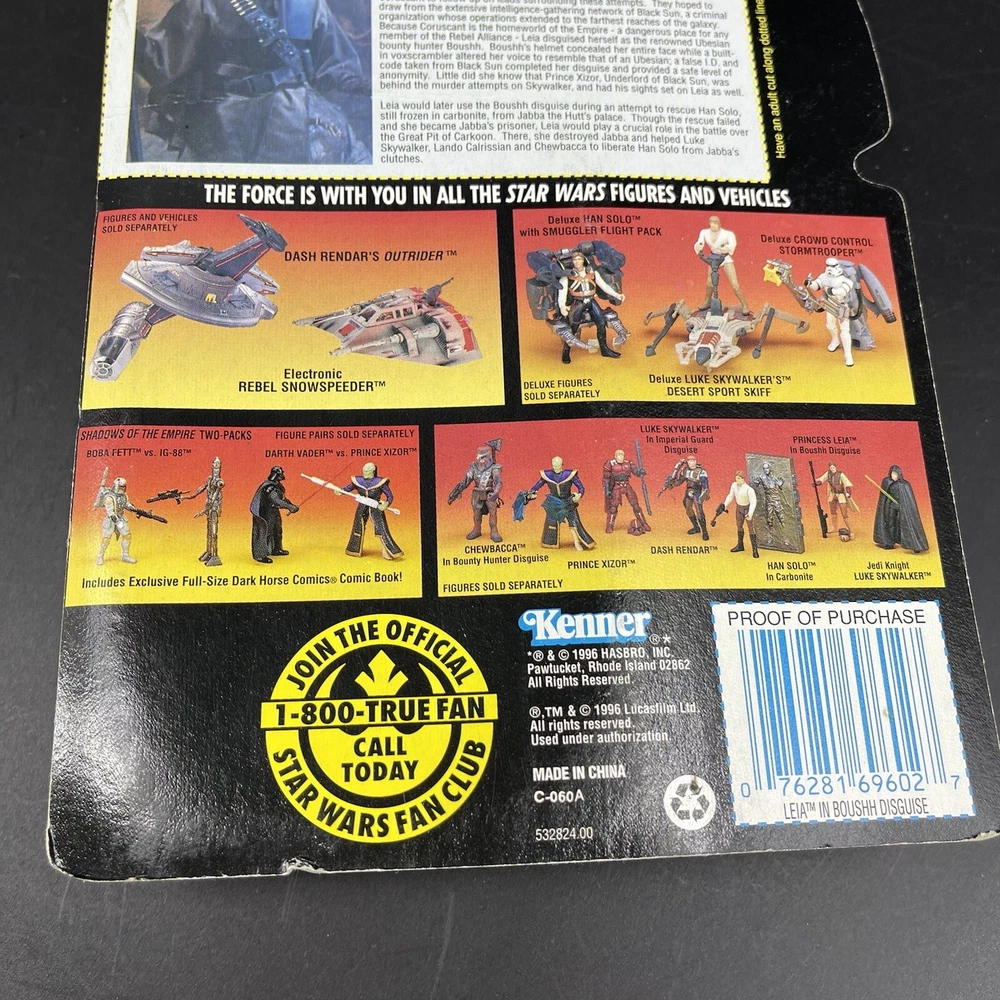 these attempts. They hoped to
draw from the extensive intelligence-gathering network of Black Sun, a criminal
organization whose operations extended to the farthest reaches of the galaxy.
Because Coruscant is the homeworld of the Empire - a dangerous place for any
member of the Rebel Alliance - Leia disguised herself as the renowned Ubesian
bounty hunter Boushh. Boushh's helmet concealed her entire face while a built-
in voxscrambler altered her voice to resemble that of an Ubesian; a false I.D. and
code taken from Black Sun completed her disguise and provided a safe level of
anonymity. Little did she know that Prince Xizor, Underlord of Black Sun, was
behind the murder attempts on Skywalker, and had his sights set on Leia as well.
Leia would later use the Boushh disguise during an attempt to rescue Han Solo,
still frozen in carbonite, from Jabba the Hutt's palace. Though the rescue failed
and she became Jabba's prisoner, Leia would play a crucial role in the battle over
the Great Pit of Carkoon. There, she destroyed Jabba and helped Luke
Skywalker, Lando Calrissian and Chewbacca to liberate Han Solo from Jabba's
clutches.
Have an adult cut along dotted line
THE FORCE IS WITH YOU IN ALL THE STAR WARS FIGURES AND VEHICLES
FIGURES AND VEHICLES
SOLD SEPARATELY
DASH RENDAR'S OUTRIDER™
Electronic
REBEL SNOWSPEEDER™
Deluxe HAN SOLO™
with SMUGGLER FLIGHT PACK
Deluxe CROWD CONTROL
STORMTROOPER™
DELUXE FIGURES
SOLD SEPARATELY
Deluxe LUKE SKYWALKER'S™
DESERT SPORT SKIFF
SHADOWS OF THE EMPIRE TWO-PACKS
FIGURE PAIRS SOLD SEPARATELY
BOBA FETT™ vs. IG-88™
DARTH VADER™ vs. PRINCE XIZOR™
Includes Exclusive Full-Size Dark Horse Comics® Comic Book!
LUKE SKYWALKER™
In Imperial Guard
Disguise
PRINCESS LEIA™
In Boushh Disguise
CHEWBACCA™
In Bounty Hunter Disguise
PRINCE XIZOR™
DASH RENDAR™
HAN SOLO™
In Carbonite
Jedi Knight
LUKE SKYWALKER™
FIGURES SOLD SEPARATELY
JOIN THE OFFICIAL
1-800-TRUE FAN
CALL
TODAY
STAR WARS FAN CLUB
Kenner®*
*® & © 1996 HASBRO, INC.
Pawtucket, Rhode Island 02862
All Rights Reserved.
®,TM & © 1996 Lucasfilm Ltd.
All rights reserved.
Used under authorization.
MADE IN CHINA
C-060A
532824.00
PROOF OF PURCHASE
0 76281 69602 7
LEIA™ IN BOUSHH DISGUISE